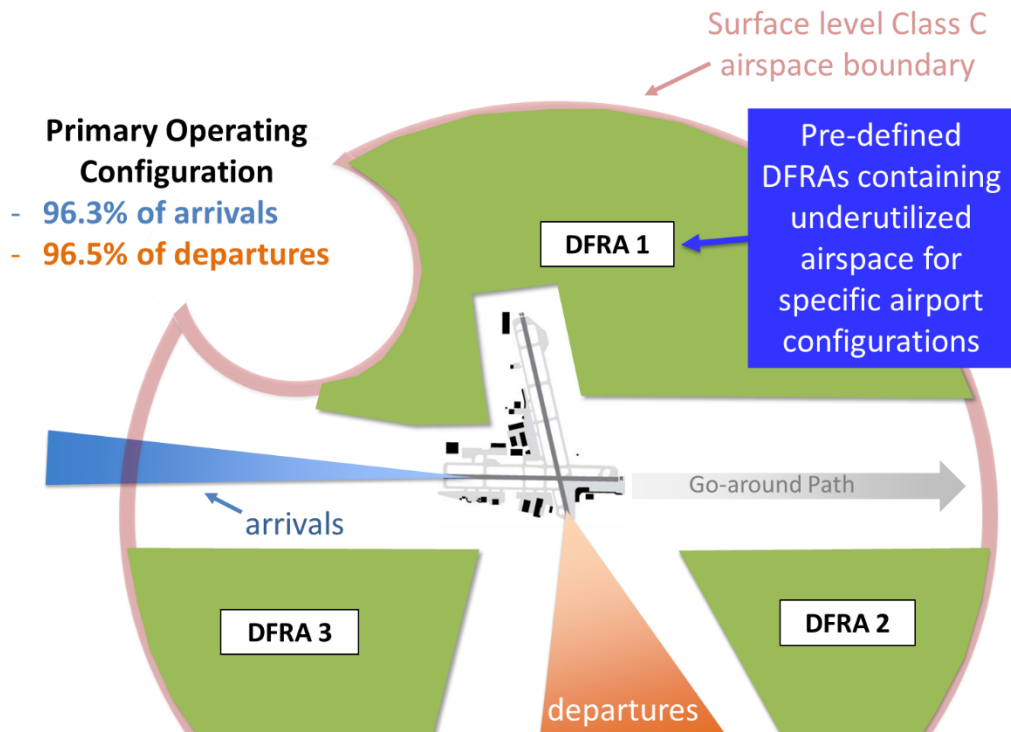 Surface level Class C
airspace boundary
Primary Operating
Configuration
- 96.3% of arrivals
- 96.5% of departures
Pre-defined
DFRAs containing
underutilized
airspace for
specific airport
configurations
DFRA 1
Go-around Path
arrivals
DFRA 3
DFRA 2
departures